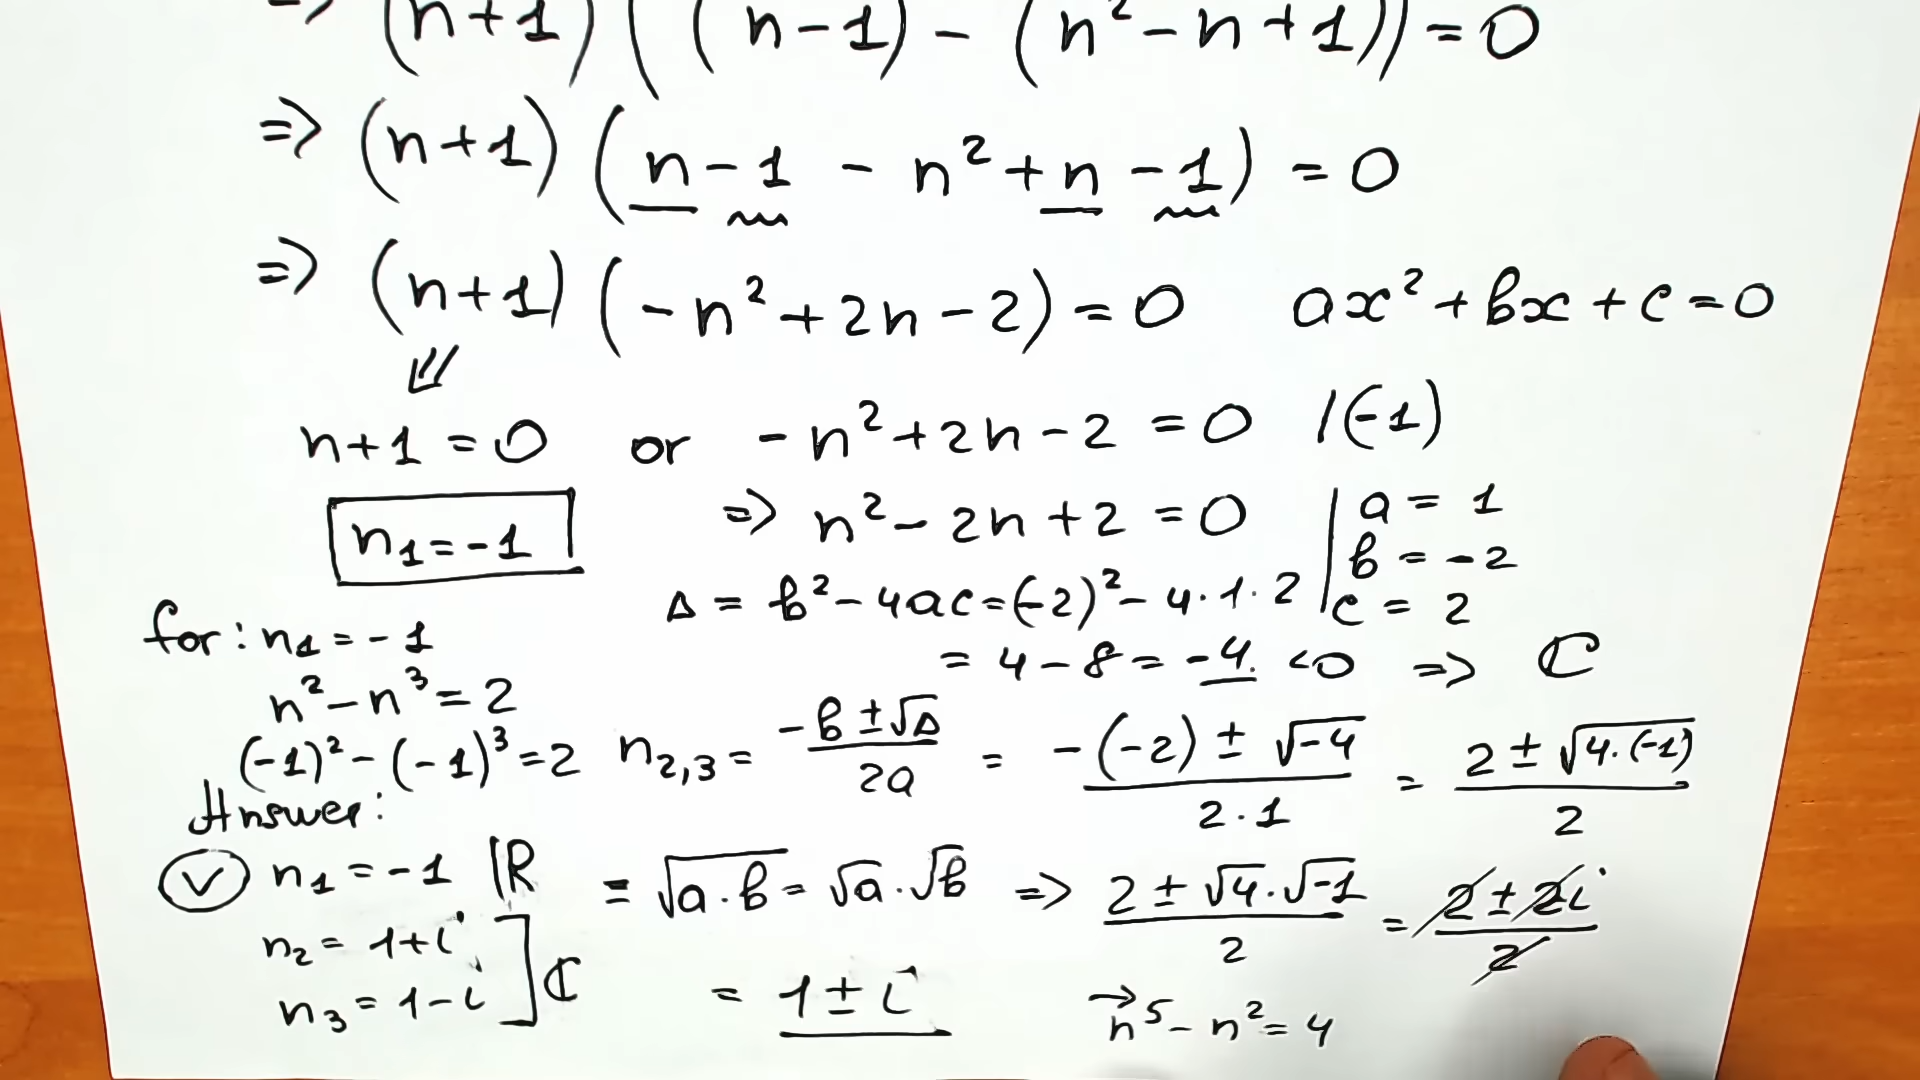 => (n+1) ((n-1) - (n² - n + 1)) = 0
=> (n+1) (n - 1 - n² + n - 1) = 0
=> (n+1) (-n² + 2n - 2) = 0 ax² + bx + c = 0
n+1 = 0 or -n² + 2n - 2 = 0 /(-1)
n₁ = -1
=> n² - 2n + 2 = 0 | a = 1
b = -2
c = 2
Δ = b² - 4ac = (-2)² - 4·1·2
= 4 - 8 = -4 <0 => ℂ
for: n₁ = -1
n² - n³ = 2
(-1)² - (-1)³ = 2
n₂,₃ = (-b ± √Δ)/2a = (-(-2) ± √-4)/(2·1) = (2 ± √4·(-1))/2
= √a·b = √a·√b => (2 ± √4·√-1)/2 = (2 ± 2i)/2
= 1 ± i
Answer:
V n₁ = -1 ℝ
n₂ = 1+i
n₃ = 1-i ] ℂ
→ n⁵ - n² = 4